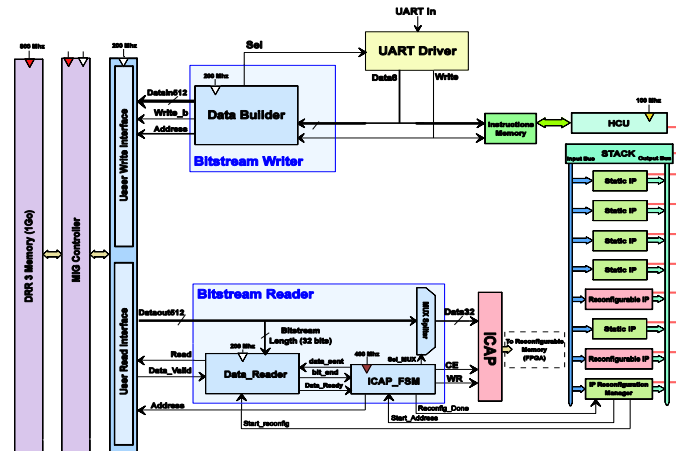 UART in
800 Mhz
200 Mhz
Sel
UART Driver
Data8
Write
200 Mhz
DataIn512
Write_b
Address
Data Builder
Bitstream Writer
Instructions
Memory
100 Mhz
HCU
STACK
Input Bus
Output Bus
Static IP
Static IP
Static IP
Static IP
Reconfigurable IP
Static IP
Reconfigurable IP
IP Reconfiguration
Manager
DRR 3 Memory (1Go)
MIG Controller
Usser Write Interface
User Read Interface
Bitstream Reader
Dataout512
Bitstream
Length (32 bits)
MUX Spliter
Data32
ICAP
To Reconfigurable
Memory
(FPGA)
Read
Data_Valid
Address
200 Mhz
Data_Reader
data_sent
bit_end
Data_Ready
400 Mhz
Sel_MUX
ICAP_FSM
CE
WR
Reconfig_Done
Start_Address
Start_reconfig